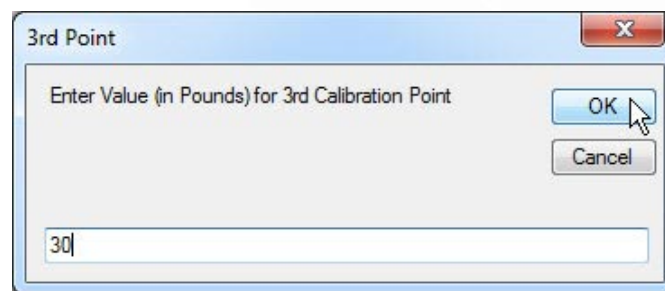 3rd Point
Enter Value (in Pounds) for 3rd Calibration Point
OK
Cancel
30